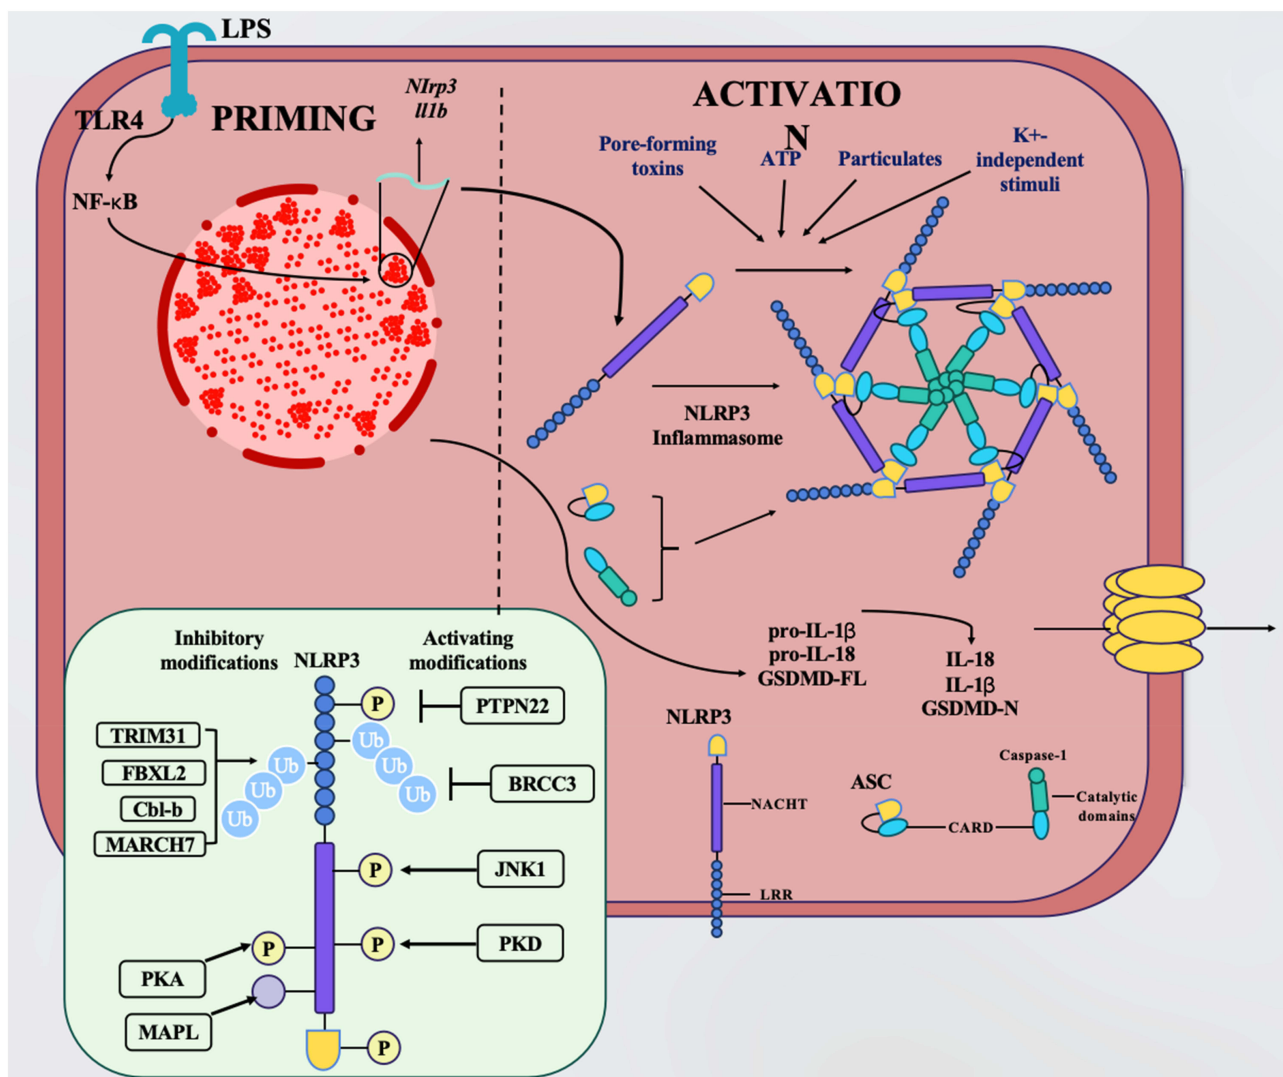 LPS
TLR4
PRIMING
NF-κB
NIrp3
ll1b
ACTIVATIO
N
Pore-forming
toxins
ATP
Particulates
K+-
independent
stimuli
NLRP3
Inflammasome
pro-IL-1β
pro-IL-18
GSDMD-FL
IL-18
IL-1β
GSDMD-N
NLRP3
NACHT
LRR
ASC
CARD
Caspase-1
Catalytic
domains
Inhibitory
modifications
NLRP3
Activating
modifications
P
PTPN22
TRIM31
FBXL2
Cbl-b
MARCH7
Ub
Ub
Ub
Ub
Ub
Ub
BRCC3
P
JNK1
P
P
PKD
PKA
MAPL
P